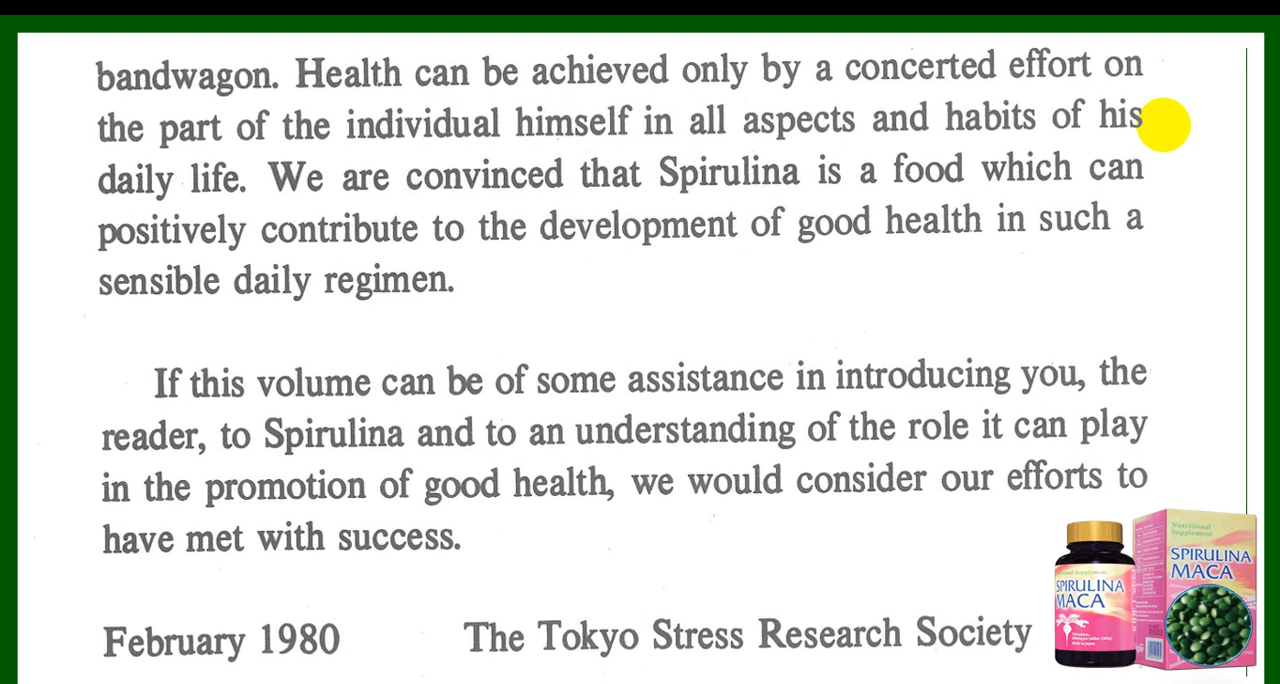 bandwagon. Health can be achieved only by a concerted effort on
the part of the individual himself in all aspects and habits of his
daily life. We are convinced that Spirulina is a food which can
positively contribute to the development of good health in such a
sensible daily regimen.
If this volume can be of some assistance in introducing you, the
reader, to Spirulina and to an understanding of the role it can play
in the promotion of good health, we would consider our efforts to
have met with success.
February 1980 The Tokyo Stress Research Society
Nutritional
Supplement
SPIRULINA
MACA
SPIRULINA
MACA